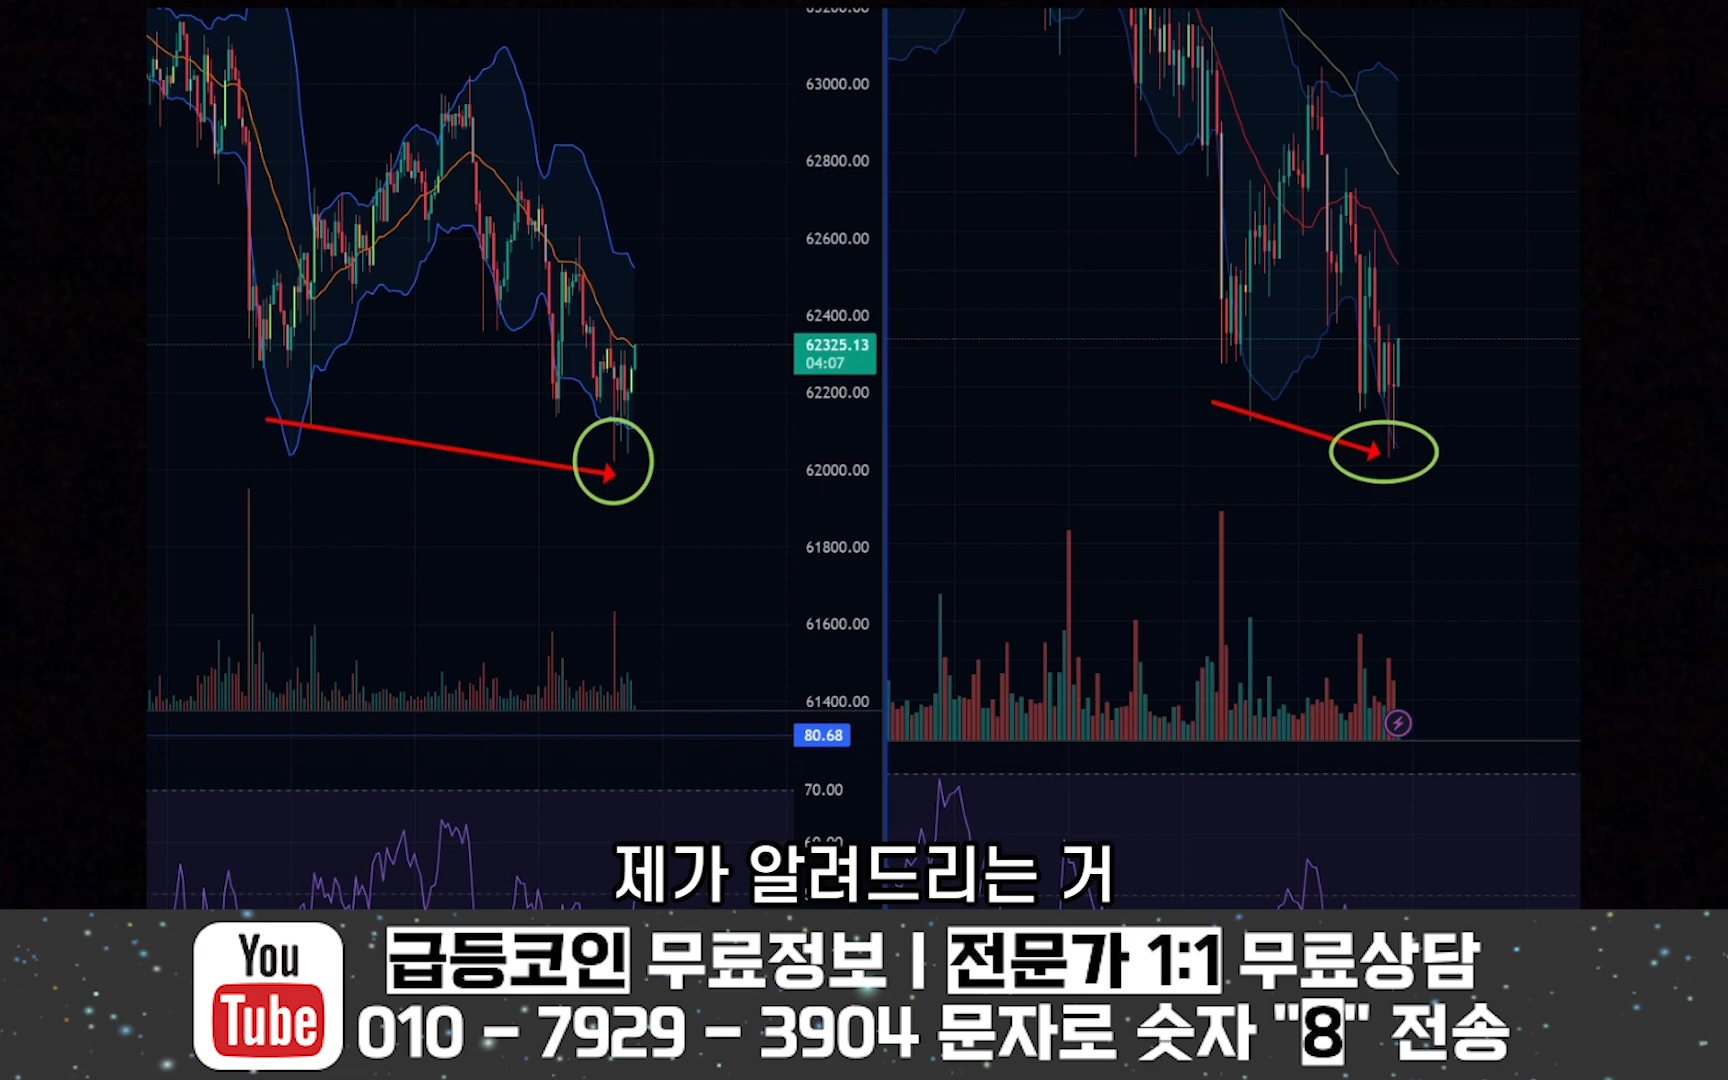 63000.00
62800.00
62600.00
62400.00
62325.13
04:07
62200.00
62000.00
61800.00
61600.00
61400.00
80.68
70.00
제가 알려드리는 거
You
Tube
급등코인 무료정보 | 전문가 1:1 무료상담
010 - 7929 - 3904 문자로 숫자 "8" 전송